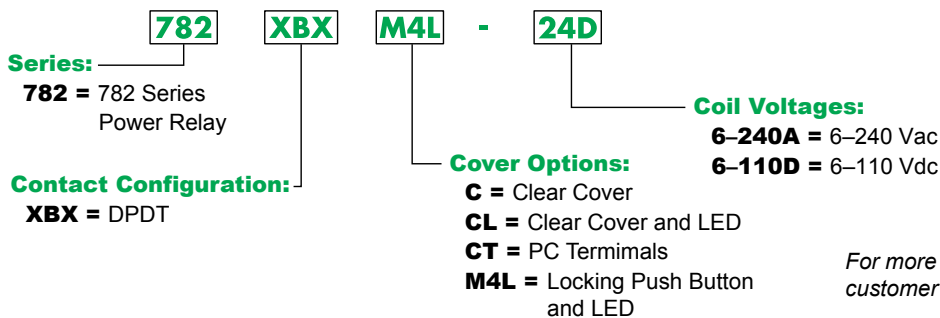 782 XBX M4L - 24D
Series:
782 = 782 Series
Power Relay
Contact Configuration:
XBX = DPDT
Cover Options:
C = Clear Cover
CL = Clear Cover and LED
CT = PC Termimals
M4L = Locking Push Button
and LED
Coil Voltages:
6–240A = 6–240 Vac
6–110D = 6–110 Vdc
For more
customer